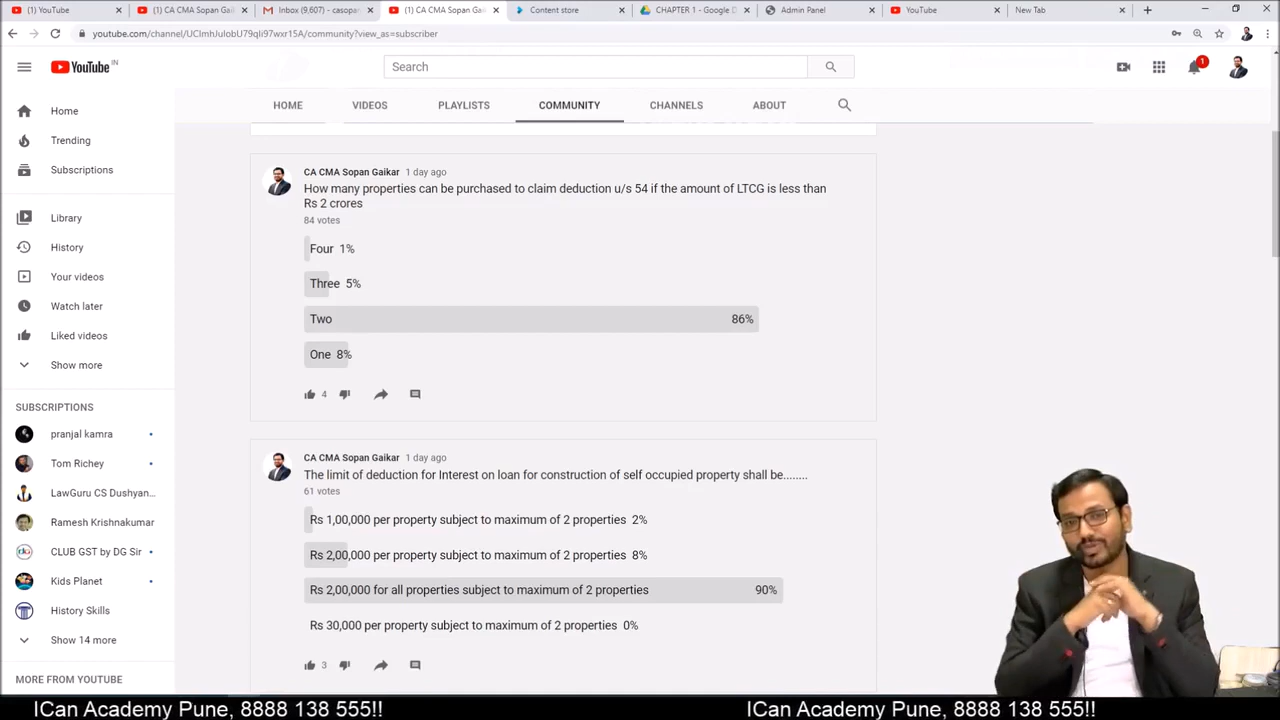 (1) YouTube
(1) CA CMA Sopan Gai
Inbox (9,607) - casopan
(1) CA CMA Sopan Gai
Content store
CHAPTER 1 - Google D
Admin Panel
YouTube
New Tab
IN
YouTube
Search
1
HOME
VIDEOS
PLAYLISTS
COMMUNITY
CHANNELS
ABOUT
Home
Trending
Subscriptions
Library
History
Your videos
Watch later
Liked videos
Show more
SUBSCRIPTIONS
pranjal kamra
Tom Richey
LawGuru CS Dushyan...
Ramesh Krishnakumar
CLUB GST by DG Sir
Kids Planet
History Skills
Show 14 more
MORE FROM YOUTUBE
CA CMA Sopan Gaikar 1 day ago
How many properties can be purchased to claim deduction u/s 54 if the amount of LTCG is less than
Rs 2 crores
84 votes
Four 1%
Three 5%
Two 86%
One 8%
4
CA CMA Sopan Gaikar 1 day ago
The limit of deduction for Interest on loan for construction of self occupied property shall be........
61 votes
Rs 1,00,000 per property subject to maximum of 2 properties 2%
Rs 2,00,000 per property subject to maximum of 2 properties 8%
Rs 2,00,000 for all properties subject to maximum of 2 properties 90%
Rs 30,000 per property subject to maximum of 2 properties 0%
3
ICan Academy Pune, 8888 138 555!!
ICan Academy Pune, 8888 138 555!!